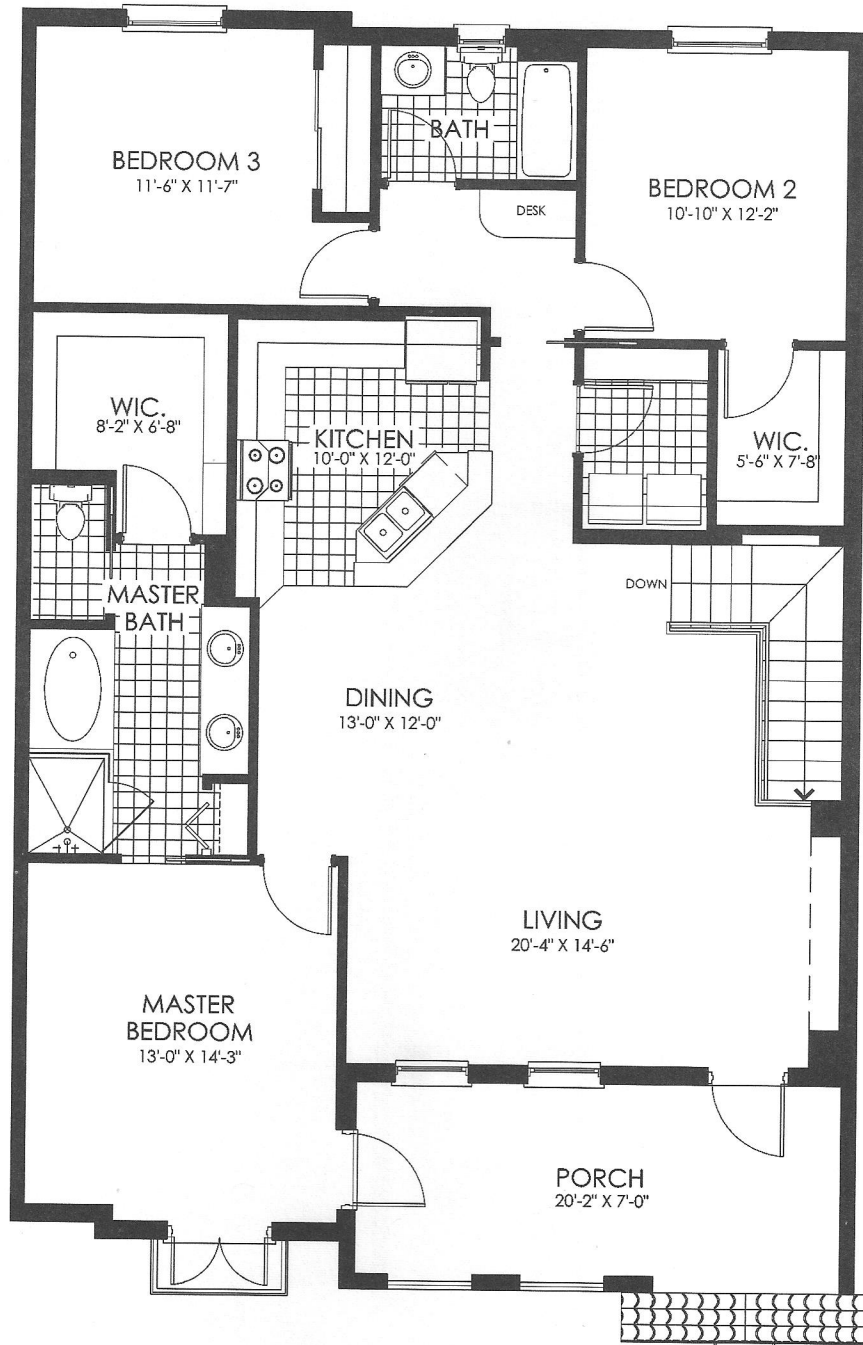 BEDROOM 3
11'-6" X 11'-7"
BATH
DESK
BEDROOM 2
10'-10" X 12'-2"
WIC.
8'-2" X 6'-8"
KITCHEN
10'-0" X 12'-0"
WIC.
5'-6" X 7'-8"
MASTER
BATH
DOWN
DINING
13'-0" X 12'-0"
LIVING
20'-4" X 14'-6"
MASTER
BEDROOM
13'-0" X 14'-3"
PORCH
20'-2" X 7'-0"